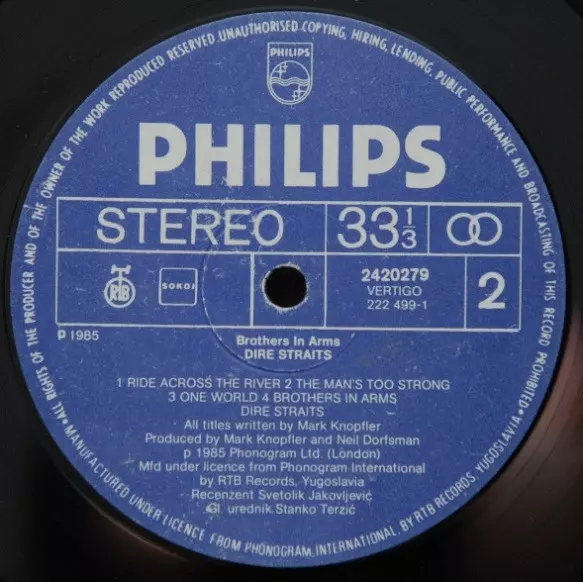 ALL RIGHTS OF THE PRODUCER AND OF THE OWNER OF THE WORK REPRODUCED RESERVED. UNAUTHORISED COPYING, HIRING, LENDING, PUBLIC PERFORMANCE AND BROADCASTING OF THIS RECORD PROHIBITED.
PHILIPS
PHILIPS
STEREO 33 1/3
RTB SOKOJ 2420279
VERTIGO
222 499-1
2
p 1985
Brothers In Arms
DIRE STRAITS
1 RIDE ACROSS THE RIVER 2 THE MAN'S TOO STRONG
3 ONE WORLD 4 BROTHERS IN ARMS
DIRE STRAITS
All titles written by Mark Knopfler
Produced by Mark Knopfler and Neil Dorfsman
p 1985 Phonogram Ltd. (London)
Mfd under licence from Phonogram International
by RTB Records, Yugoslavia
Recenzent Svetolik Jakovljević
Gl. urednik Stanko Terzić
MANUFACTURED UNDER LICENCE FROM PHONOGRAM INTERNATIONAL BY RTB RECORDS, YUGOSLAVIA